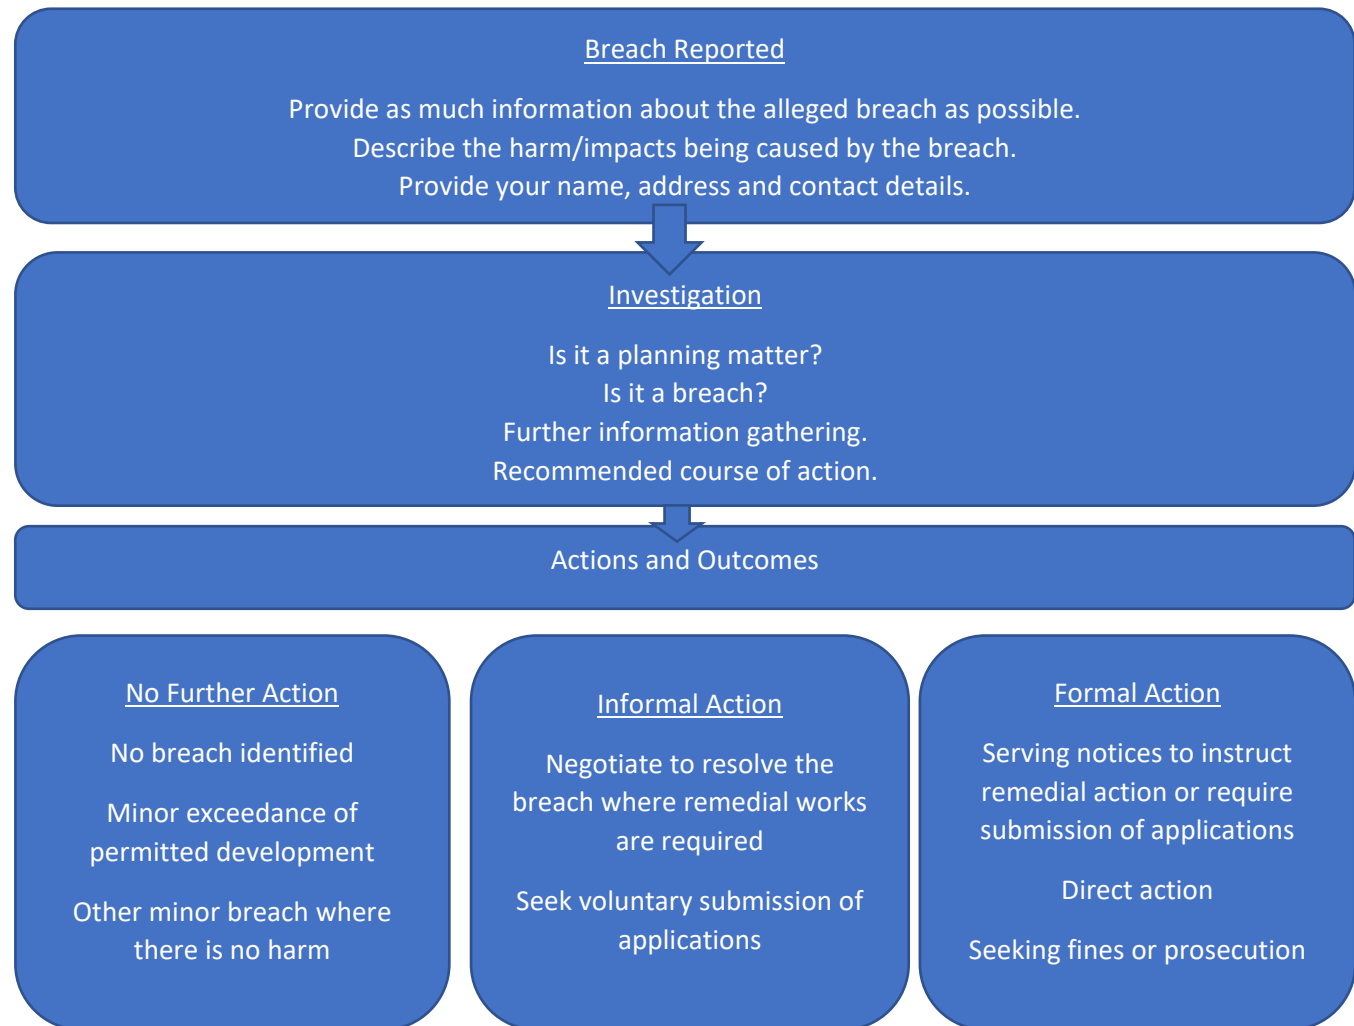 Breach Reported
Provide as much information about the alleged breach as possible.
Describe the harm/impacts being caused by the breach.
Provide your name, address and contact details.
Investigation
Is it a planning matter?
Is it a breach?
Further information gathering.
Recommended course of action.
Actions and Outcomes
No Further Action
No breach identified
Minor exceedance of
permitted development
Other minor breach where
there is no harm
Informal Action
Negotiate to resolve the
breach where remedial works
are required
Seek voluntary submission of
applications
Formal Action
Serving notices to instruct
remedial action or require
submission of applications
Direct action
Seeking fines or prosecution